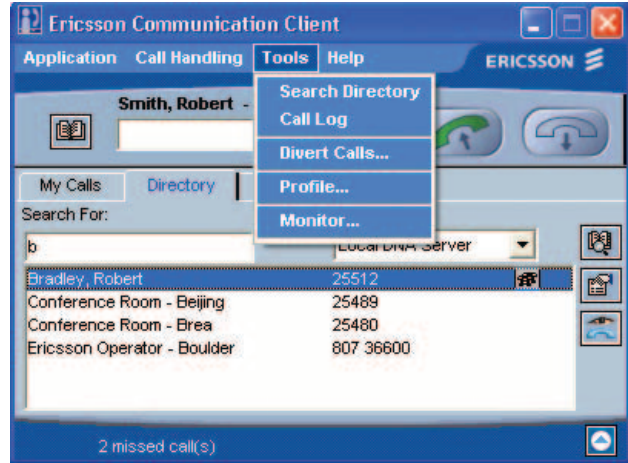 Ericsson Communication Client
Application Call Handling Tools Help
ERICSSON
Search Directory
Call Log
Divert Calls...
Profile...
Monitor...
Smith, Robert -
My Calls Directory
Search For:
b Local DNA Server
Bradley, Robert 25512
Conference Room - Beijing 25489
Conference Room - Brea 25480
Ericsson Operator - Boulder 807 36600
2 missed call(s)